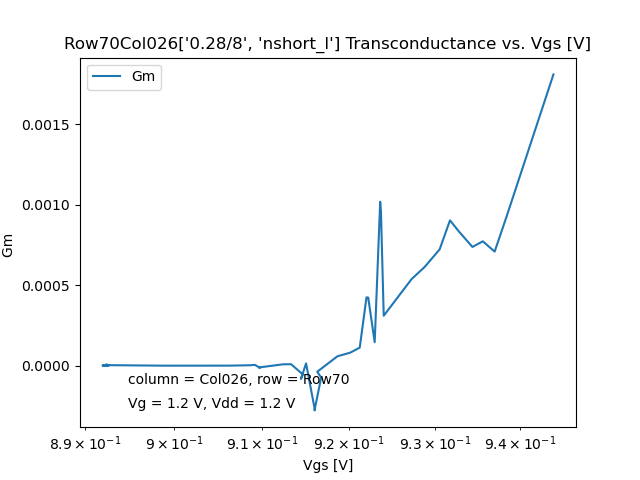 Row70Col026['0.28/8', 'nshort_l'] Transconductance vs. Vgs [V]
Gm
0.0015
0.0010
0.0005
0.0000
Gm
column = Col026, row = Row70
Vg = 1.2 V, Vdd = 1.2 V
8.9 × 10⁻¹ 9 × 10⁻¹ 9.1 × 10⁻¹ 9.2 × 10⁻¹ 9.3 × 10⁻¹ 9.4 × 10⁻¹
Vgs [V]